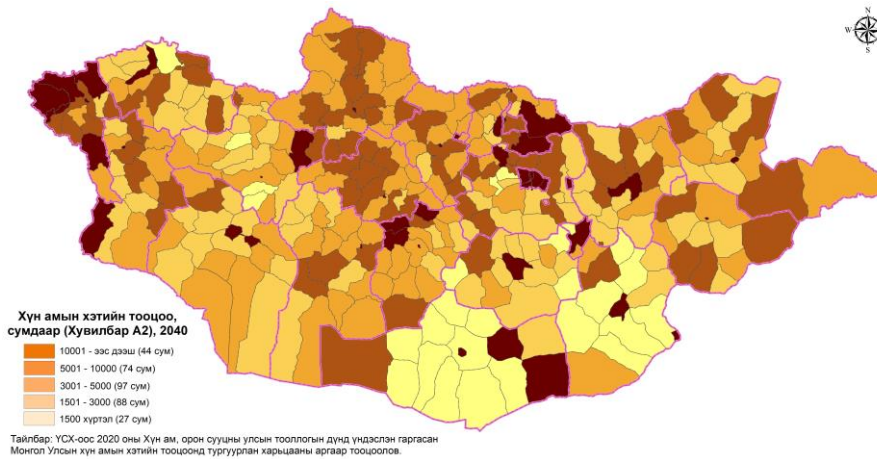 N
W
S
Хүн амын хэтийн тооцоо,
сумдаар (Хувилбар А2), 2040
10001 - ээс дээш (44 сум)
5001 - 10000 (74 сум)
3001 - 5000 (97 сум)
1501 - 3000 (88 сум)
1500 хүртэл (27 сум)
Тайлбар: ҮСХ-оос 2020 оны Хүн ам, орон сууцны улсын тооллогын дүнд үндэслэн гаргасан
Монгол Улсын хүн амын хэтийн тооцоонд тургуурлан харьцааны аргаар тооцоолов.